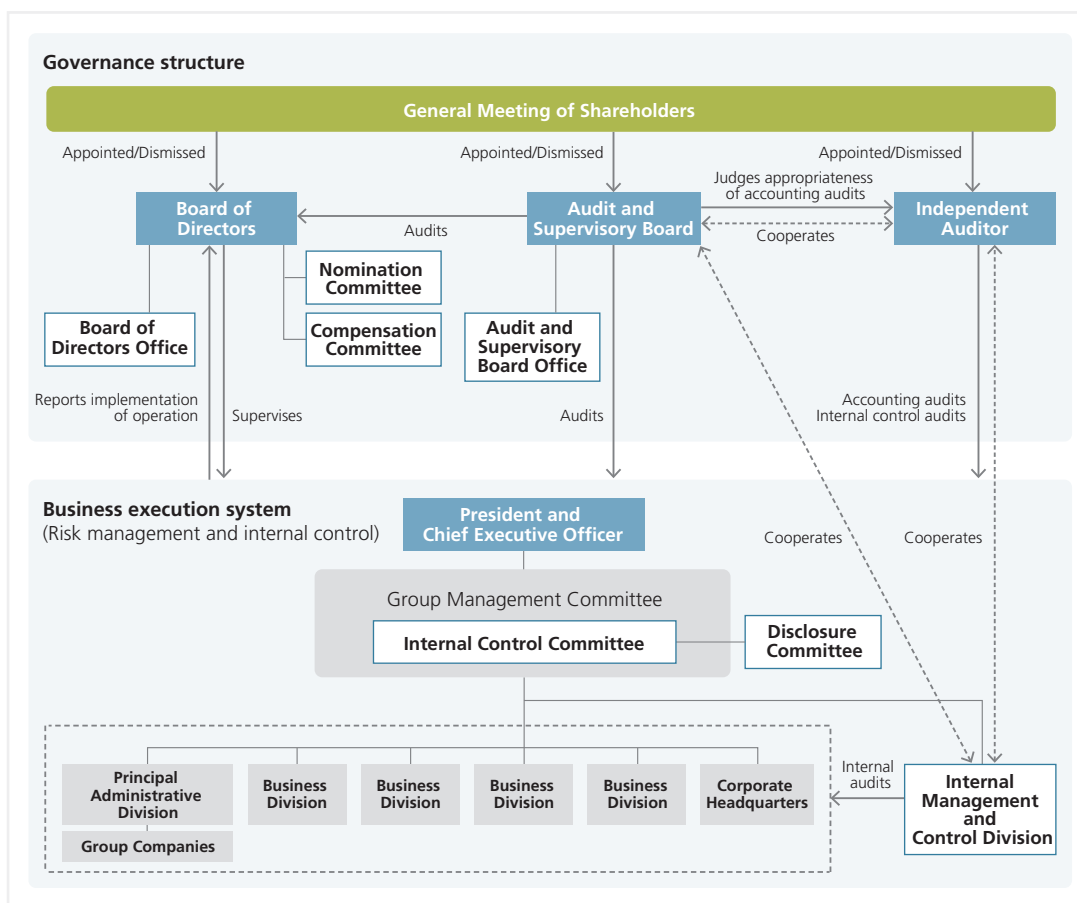 Governance structure
General Meeting of Shareholders
Appointed/Dismissed
Appointed/Dismissed
Appointed/Dismissed
Judges appropriateness
of accounting audits
Board of
Directors
Audits
Audit and
Supervisory Board
Cooperates
Independent
Auditor
Nomination
Committee
Board of
Directors Office
Compensation
Committee
Audit and
Supervisory
Board Office
Reports implementation
of operation
Supervises
Audits
Accounting audits
Internal control audits
Business execution system
(Risk management and internal control)
President and
Chief Executive Officer
Cooperates
Cooperates
Group Management Committee
Internal Control Committee
Disclosure
Committee
Principal
Administrative
Division
Group Companies
Business
Division
Business
Division
Business
Division
Business
Division
Corporate
Headquarters
Internal
audits
Internal
Management
and
Control Division